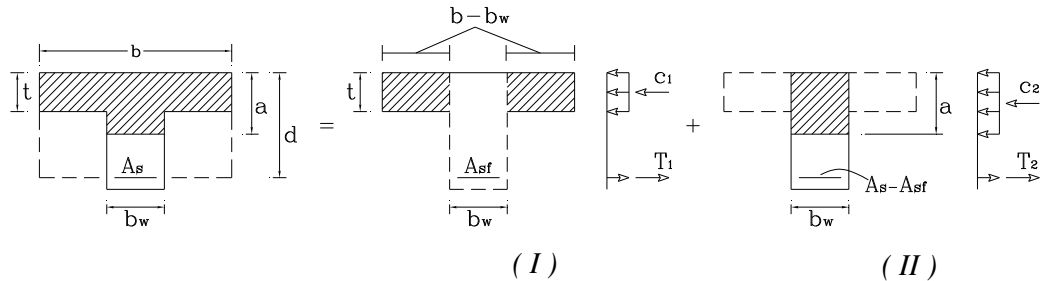 b
t
a
d
As
bw
=
b−bw
t
c1
Asf
T1
bw
+
a
c2
T2
As−Asf
bw
( I )
( II )